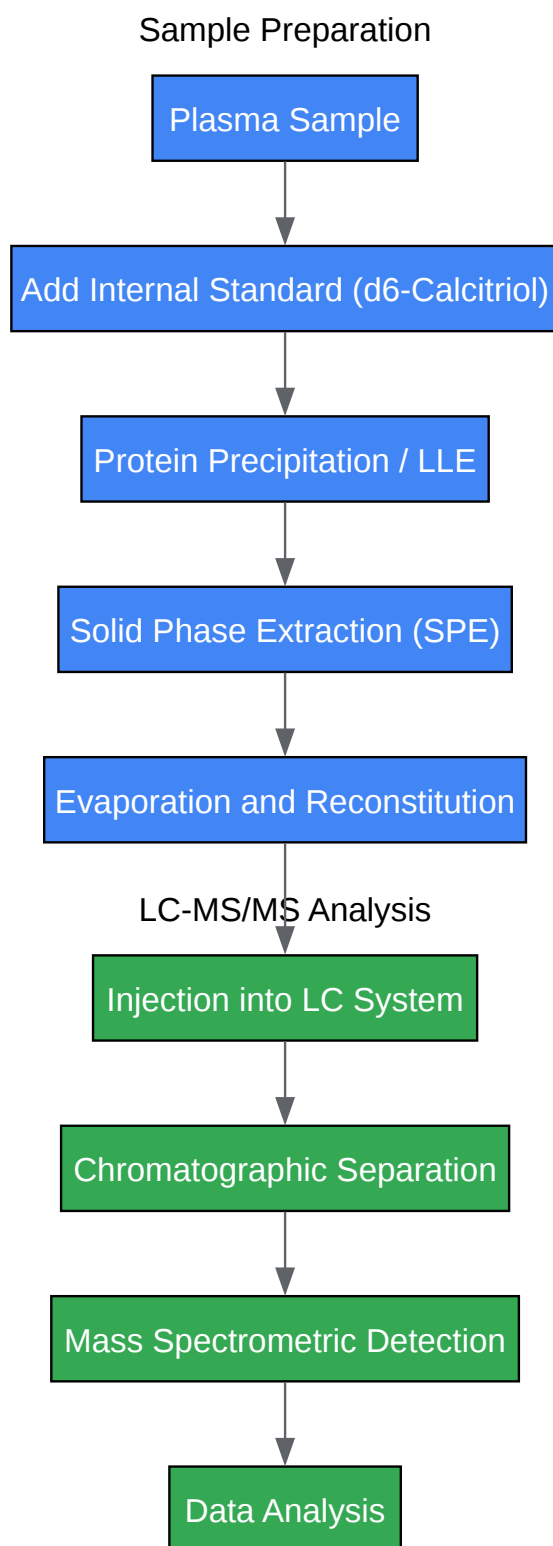 Sample Preparation
Plasma Sample
Add Internal Standard (d6-Calcitriol)
Protein Precipitation / LLE
Solid Phase Extraction (SPE)
Evaporation and Reconstitution
LC-MS/MS Analysis
Injection into LC System
Chromatographic Separation
Mass Spectrometric Detection
Data Analysis